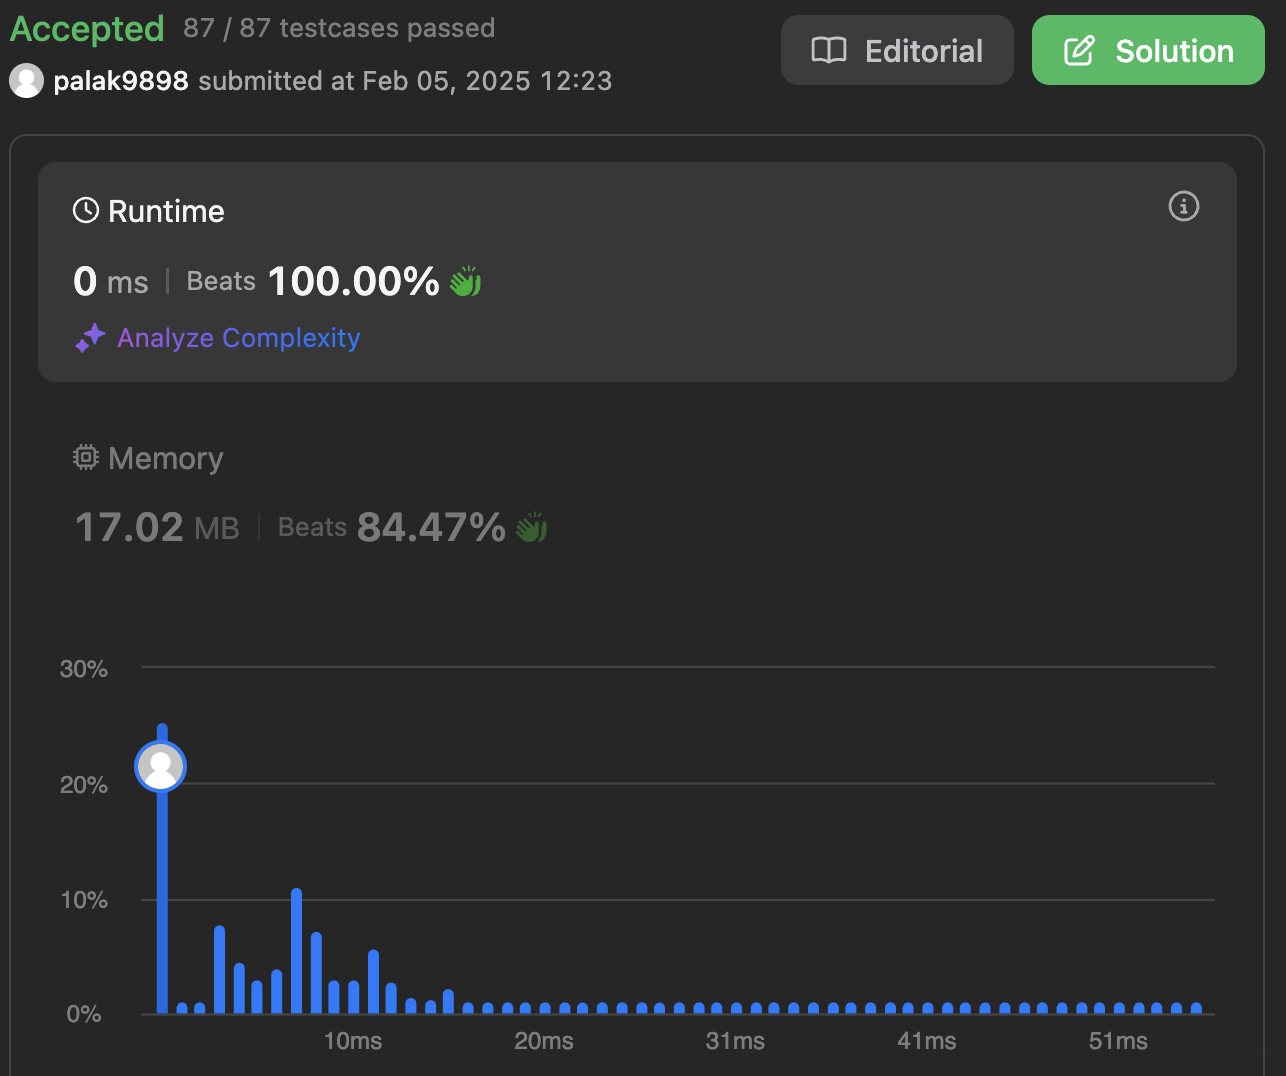 Accepted 87 / 87 testcases passed
Editorial
Solution
palak9898 submitted at Feb 05, 2025 12:23
Runtime
0 ms | Beats 100.00%
Analyze Complexity
Memory
17.02 MB | Beats 84.47%
30%
20%
10%
0%
10ms 20ms 31ms 41ms 51ms